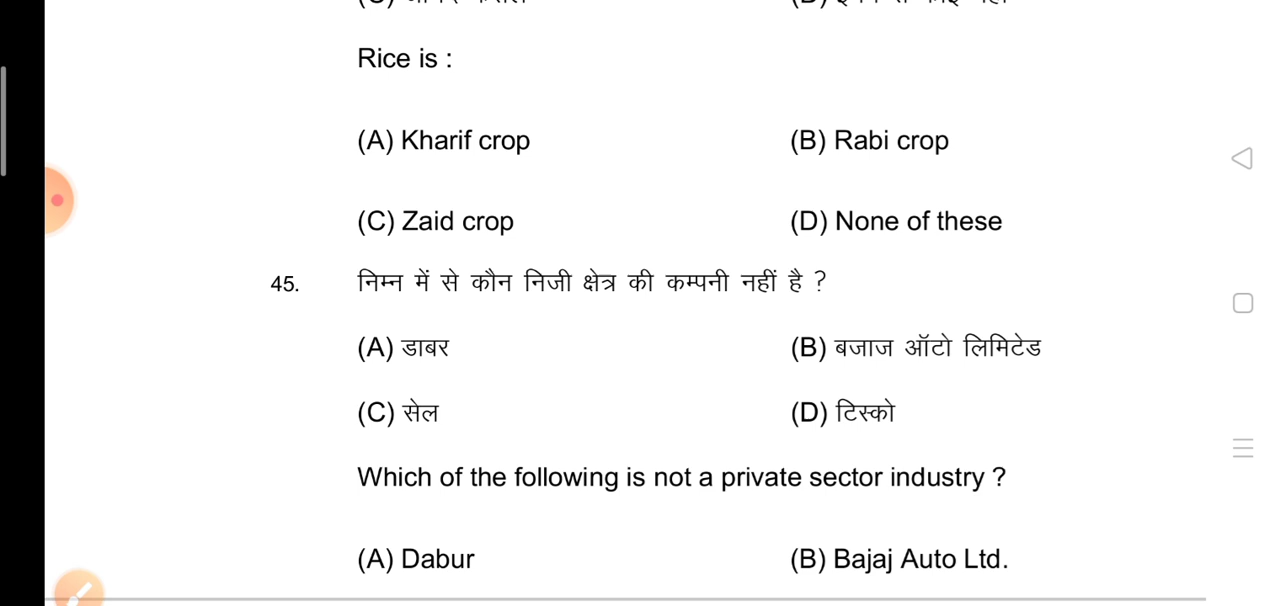 Rice is :
(A) Kharif crop (B) Rabi crop
(C) Zaid crop (D) None of these
45. निम्न में से कौन निजी क्षेत्र की कम्पनी नहीं है ?
(A) डाबर (B) बजाज ऑटो लिमिटेड
(C) सेल (D) टिस्को
Which of the following is not a private sector industry ?
(A) Dabur (B) Bajaj Auto Ltd.